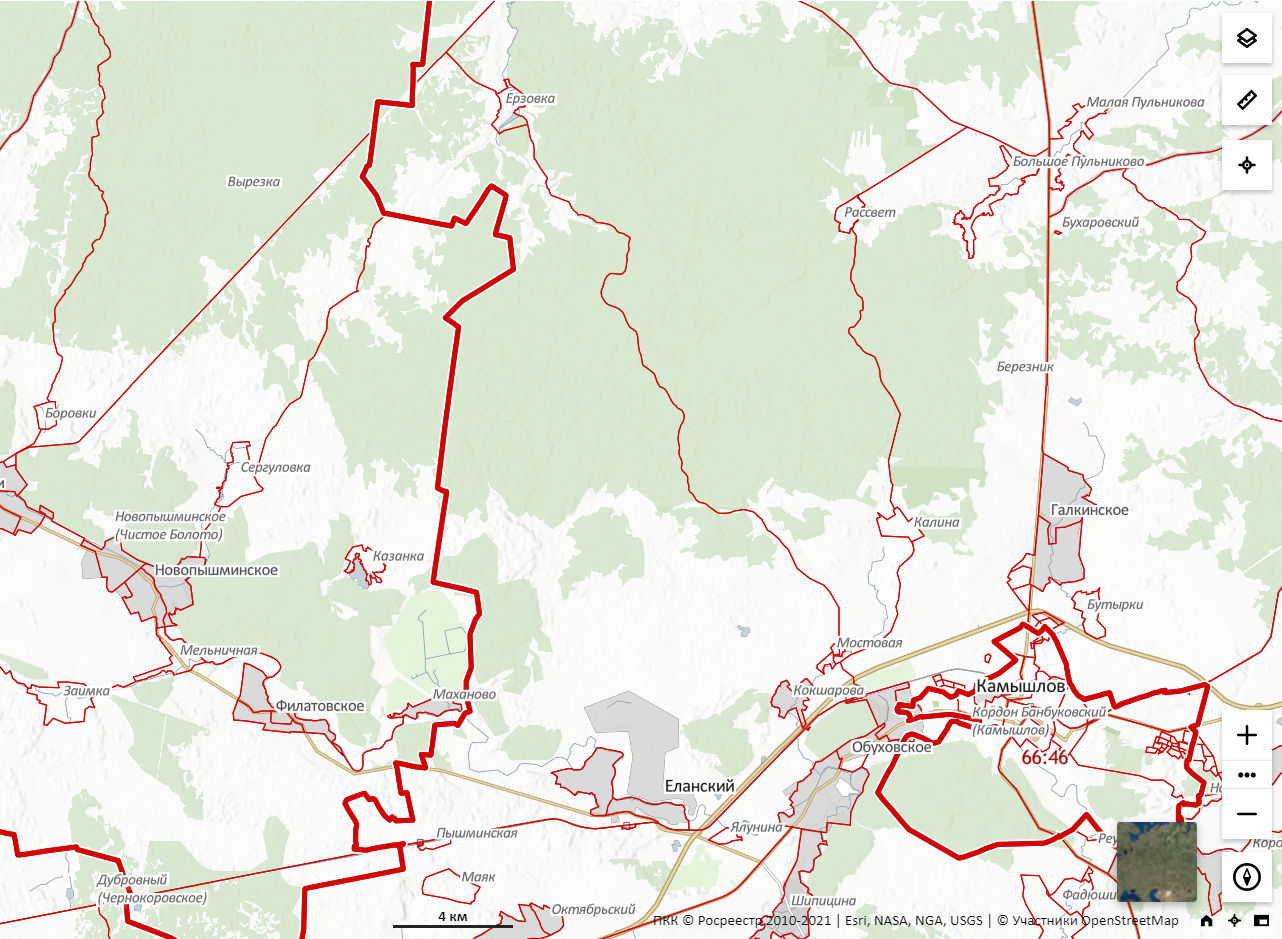 Ерзовка
Малая Пульникова
Большое Пульниково
Вырезка
Рассвет
Бухаровский
Березник
Боровки
Сергуловка
и
Галкинское
Новопышминское
(Чистое Болото)
Калина
Казанка
Новопышминское
Бутырки
Мостовая
Мельничная
Камышлов
Заимка
Маханово
Кокшарова
Филатовское
Кордон Банбуковский
(Камышлов)
Обуховское
66:46
Еланский
Ялунина
Пышминская
Реу
Дубровный
(Чернокоровское)
Маяк
Фадюши
Шипицина
Октябрьский
4 км
ПКК © Росреестр 2010-2021 | Esri, NASA, NGA, USGS | © Участники OpenStreetMap